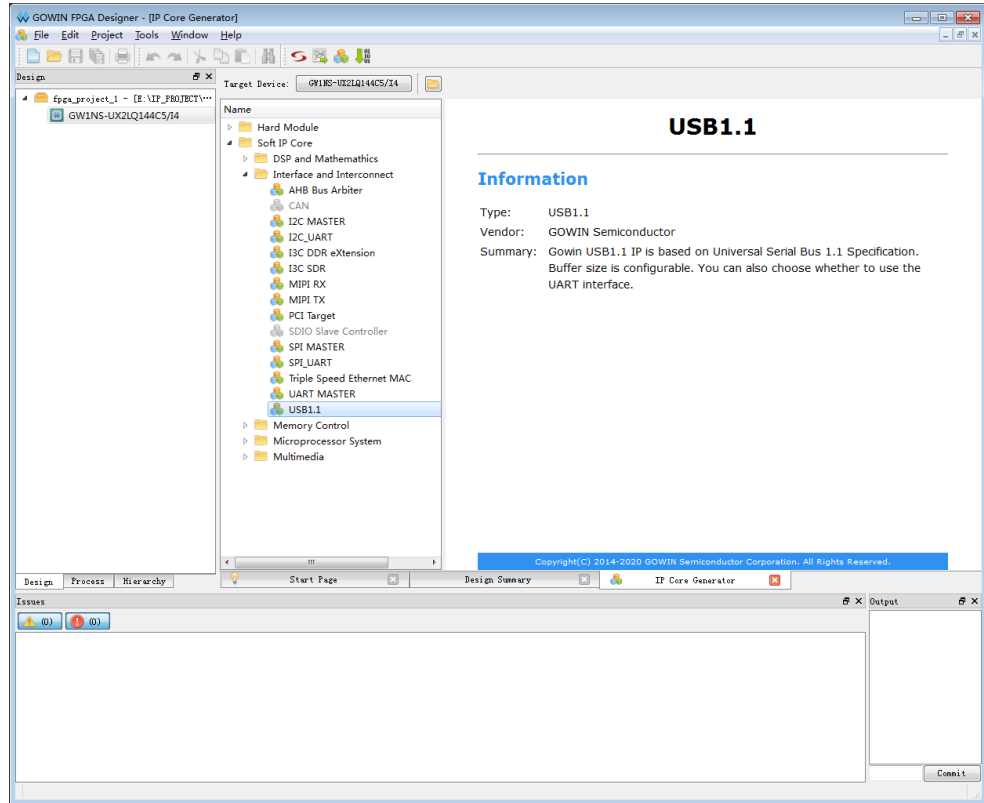 GOWIN FPGA Designer - [IP Core Generator]
File Edit Project Tools Window Help
Design
fpga_project_1 - [E:\IP_PROJECT\...
GW1NS-UX2LQ144C5/I4
Target Device: GW1NS-UX2LQ144C5/I4
Name
Hard Module
Soft IP Core
DSP and Mathemathics
Interface and Interconnect
AHB Bus Arbiter
CAN
I2C MASTER
I2C_UART
I3C DDR eXtension
I3C SDR
MIPI RX
MIPI TX
PCI Target
SDIO Slave Controller
SPI MASTER
SPI_UART
Triple Speed Ethernet MAC
UART MASTER
USB1.1
Memory Control
Microprocessor System
Multimedia
USB1.1
Information
Type: USB1.1
Vendor: GOWIN Semiconductor
Summary: Gowin USB1.1 IP is based on Universal Serial Bus 1.1 Specification.
Buffer size is configurable. You can also choose whether to use the
UART interface.
Copyright(C) 2014-2020 GOWIN Semiconductor Corporation. All Rights Reserved.
Design Process Hierarchy
Start Page Design Summary IP Core Generator
Issues
(0) (0)
Output
Commit